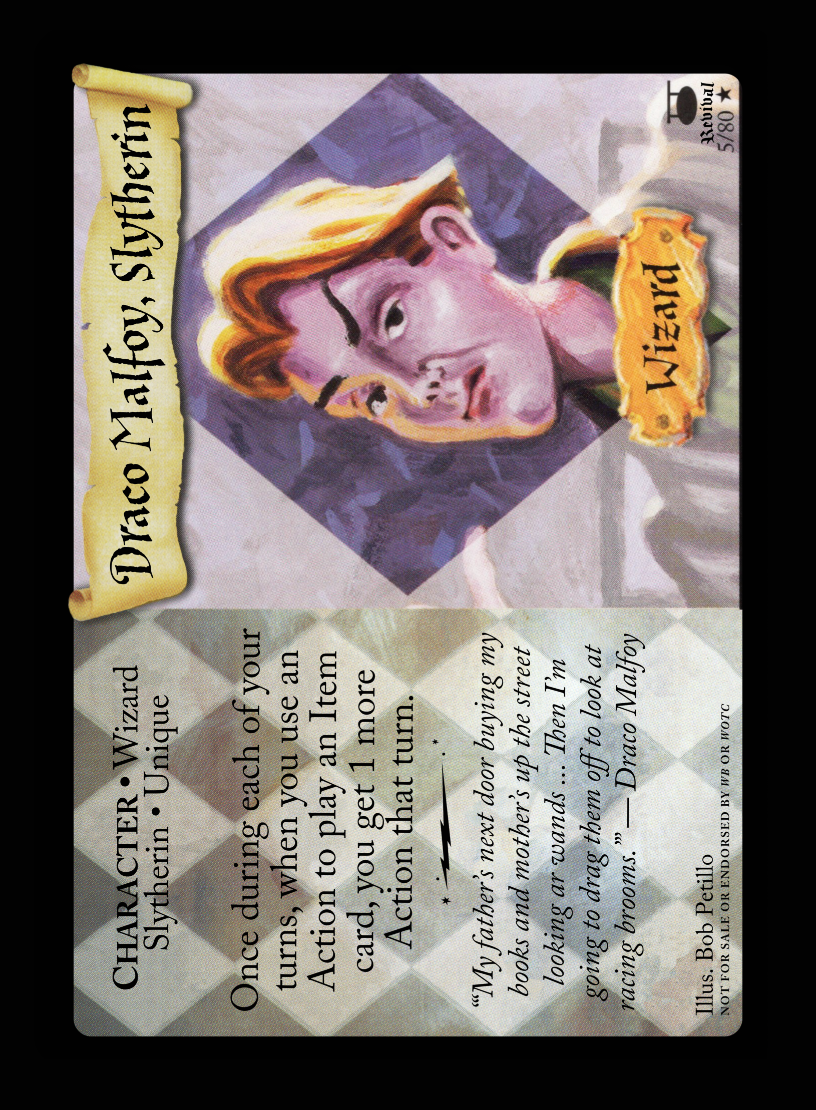 Draco Malfoy, Slytherin
CHARACTER • Wizard
Slytherin • Unique
Once during each of your
turns, when you use an
Action to play an Item
card, you get 1 more
Action that turn.
“‘My father’s next door buying my
books and mother’s up the street
looking ar wands ... Then I’m
going to drag them off to look at
racing brooms.’” — Draco Malfoy
Illus. Bob Petillo
NOT FOR SALE OR ENDORSED BY WB OR WOTC
Wizard
Revival
5/80 ★